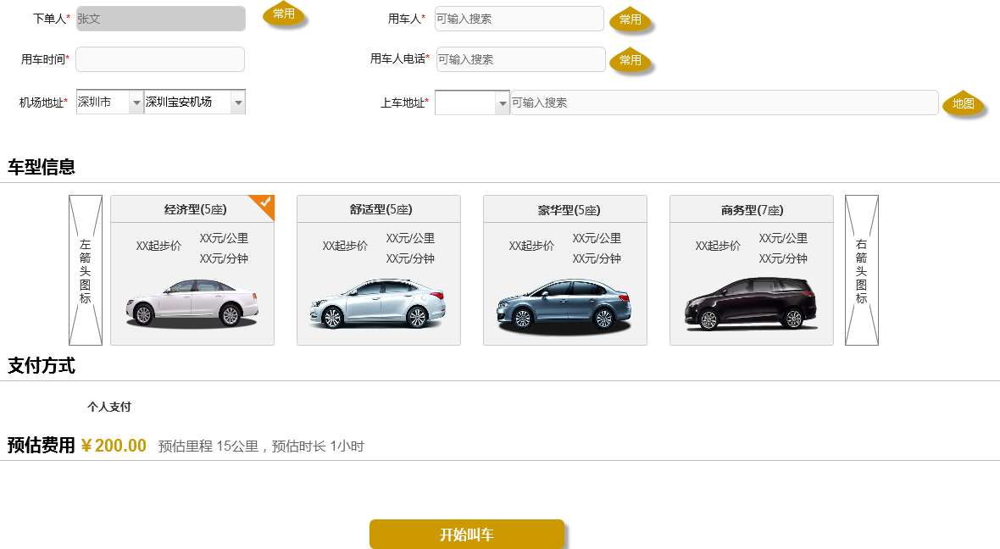 下单人* 张文 常用 用车人* 可输入搜索 常用
用车时间* 用车人电话* 可输入搜索 常用
机场地址* 深圳市 深圳宝安机场 上车地址* 可输入搜索 地图
车型信息
左箭头图标
经济型(5座)
XX起步价
XX元/公里
XX元/分钟
舒适型(5座)
XX起步价
XX元/公里
XX元/分钟
豪华型(5座)
XX起步价
XX元/公里
XX元/分钟
商务型(7座)
XX起步价
XX元/公里
XX元/分钟
右箭头图标
支付方式
个人支付
预估费用 ¥200.00 预估里程 15公里，预估时长 1小时
开始叫车